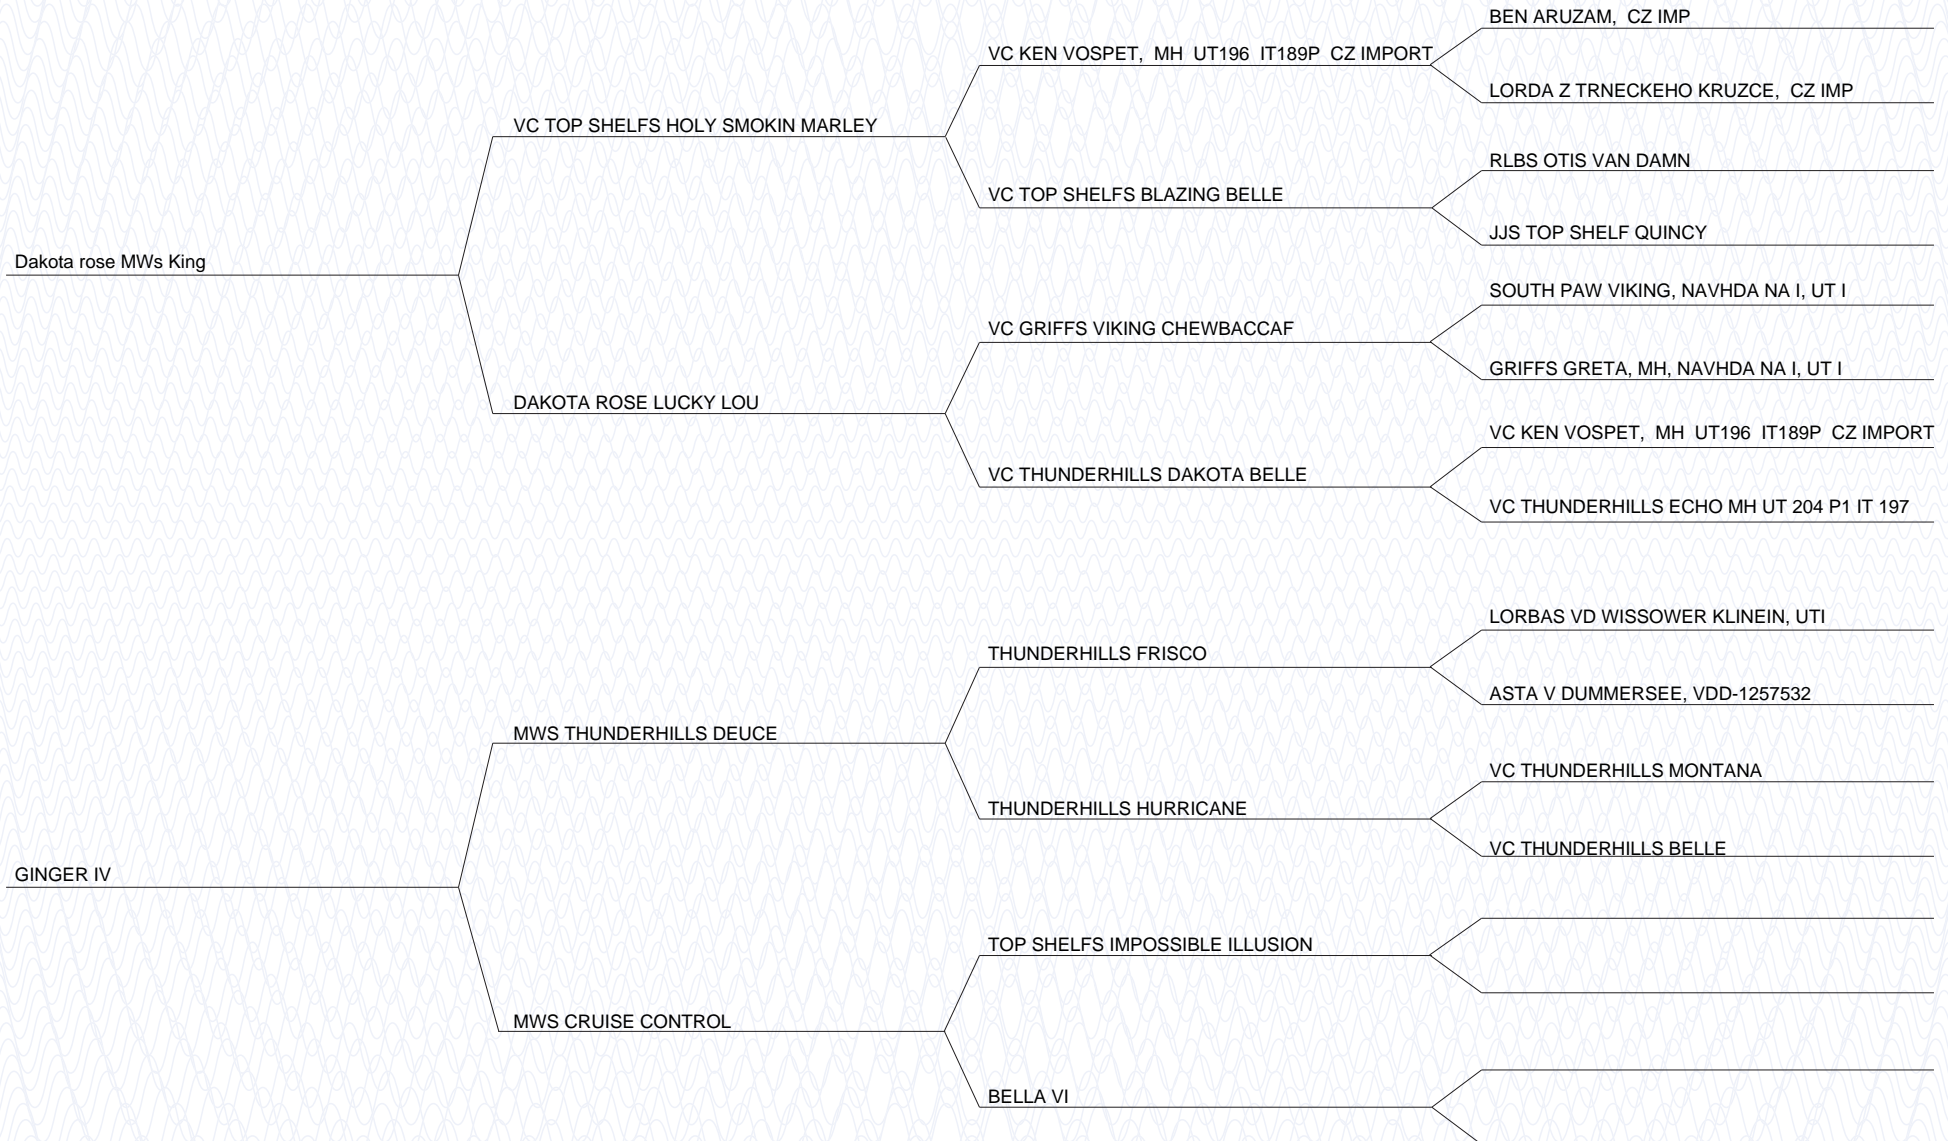 BEN ARUZAM,  CZ IMP
VC KEN VOSPET,  MH  UT196  IT189P  CZ IMPORT
LORDA Z TRNECKEHO KRUZCE,  CZ IMP
VC TOP SHELFS HOLY SMOKIN MARLEY
RLBS OTIS VAN DAMN
VC TOP SHELFS BLAZING BELLE
JJS TOP SHELF QUINCY
Dakota rose MWs King
SOUTH PAW VIKING, NAVHDA NA I, UT I
VC GRIFFS VIKING CHEWBACCAF
GRIFFS GRETA, MH, NAVHDA NA I, UT I
DAKOTA ROSE LUCKY LOU
VC KEN VOSPET,  MH  UT196  IT189P  CZ IMPORT
VC THUNDERHILLS DAKOTA BELLE
VC THUNDERHILLS ECHO MH UT 204 P1 IT 197
LORBAS VD WISSOWER KLINEIN, UTI
THUNDERHILLS FRISCO
ASTA V DUMMERSEE, VDD-1257532
MWS THUNDERHILLS DEUCE
VC THUNDERHILLS MONTANA
THUNDERHILLS HURRICANE
VC THUNDERHILLS BELLE
GINGER IV
TOP SHELFS IMPOSSIBLE ILLUSION
MWS CRUISE CONTROL
BELLA VI